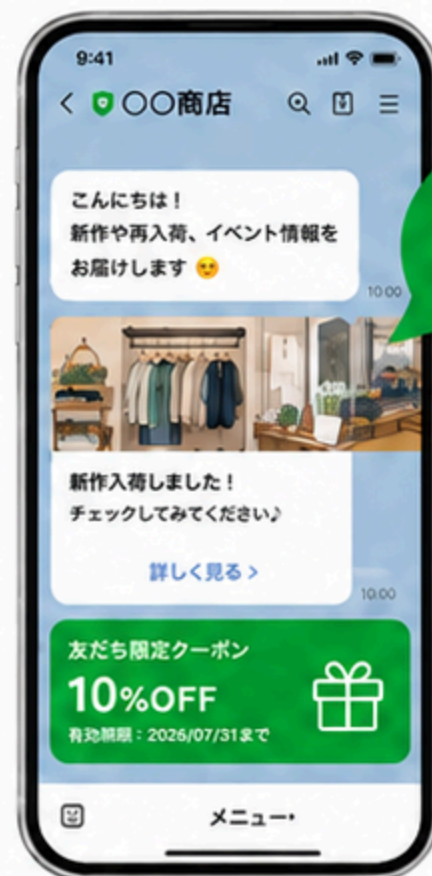 9:41
〇〇商店
こんにちは!
新作や再入荷、イベント情報を
お届けします
10:00
新作入荷しました!
チェックしてみてください♪
詳しく見る >
10:00
友だち限定クーポン
10%OFF
有効期限:2026/07/31まで
メニュー